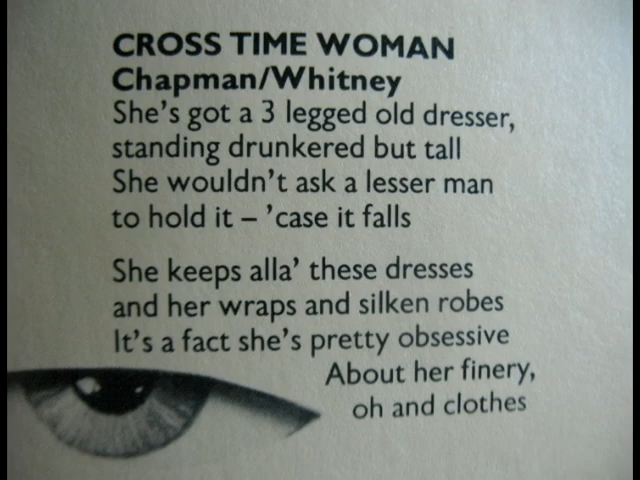 CROSS TIME WOMAN
Chapman/Whitney
She's got a 3 legged old dresser,
standing drunkered but tall
She wouldn't ask a lesser man
to hold it – 'case it falls
She keeps alla' these dresses
and her wraps and silken robes
It's a fact she's pretty obsessive
About her finery,
oh and clothes